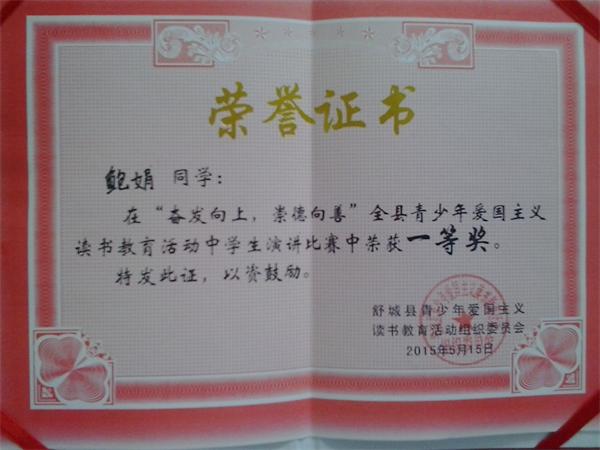 荣誉证书
鲍娟 同学：
在“奋发向上，崇德向善”全县青少年爱国主义
读书教育活动中学生演讲比赛中荣获一等奖。
特发此证，以资鼓励。
舒城县青少年爱国主义
读书教育活动组织委员会
2015年5月15日